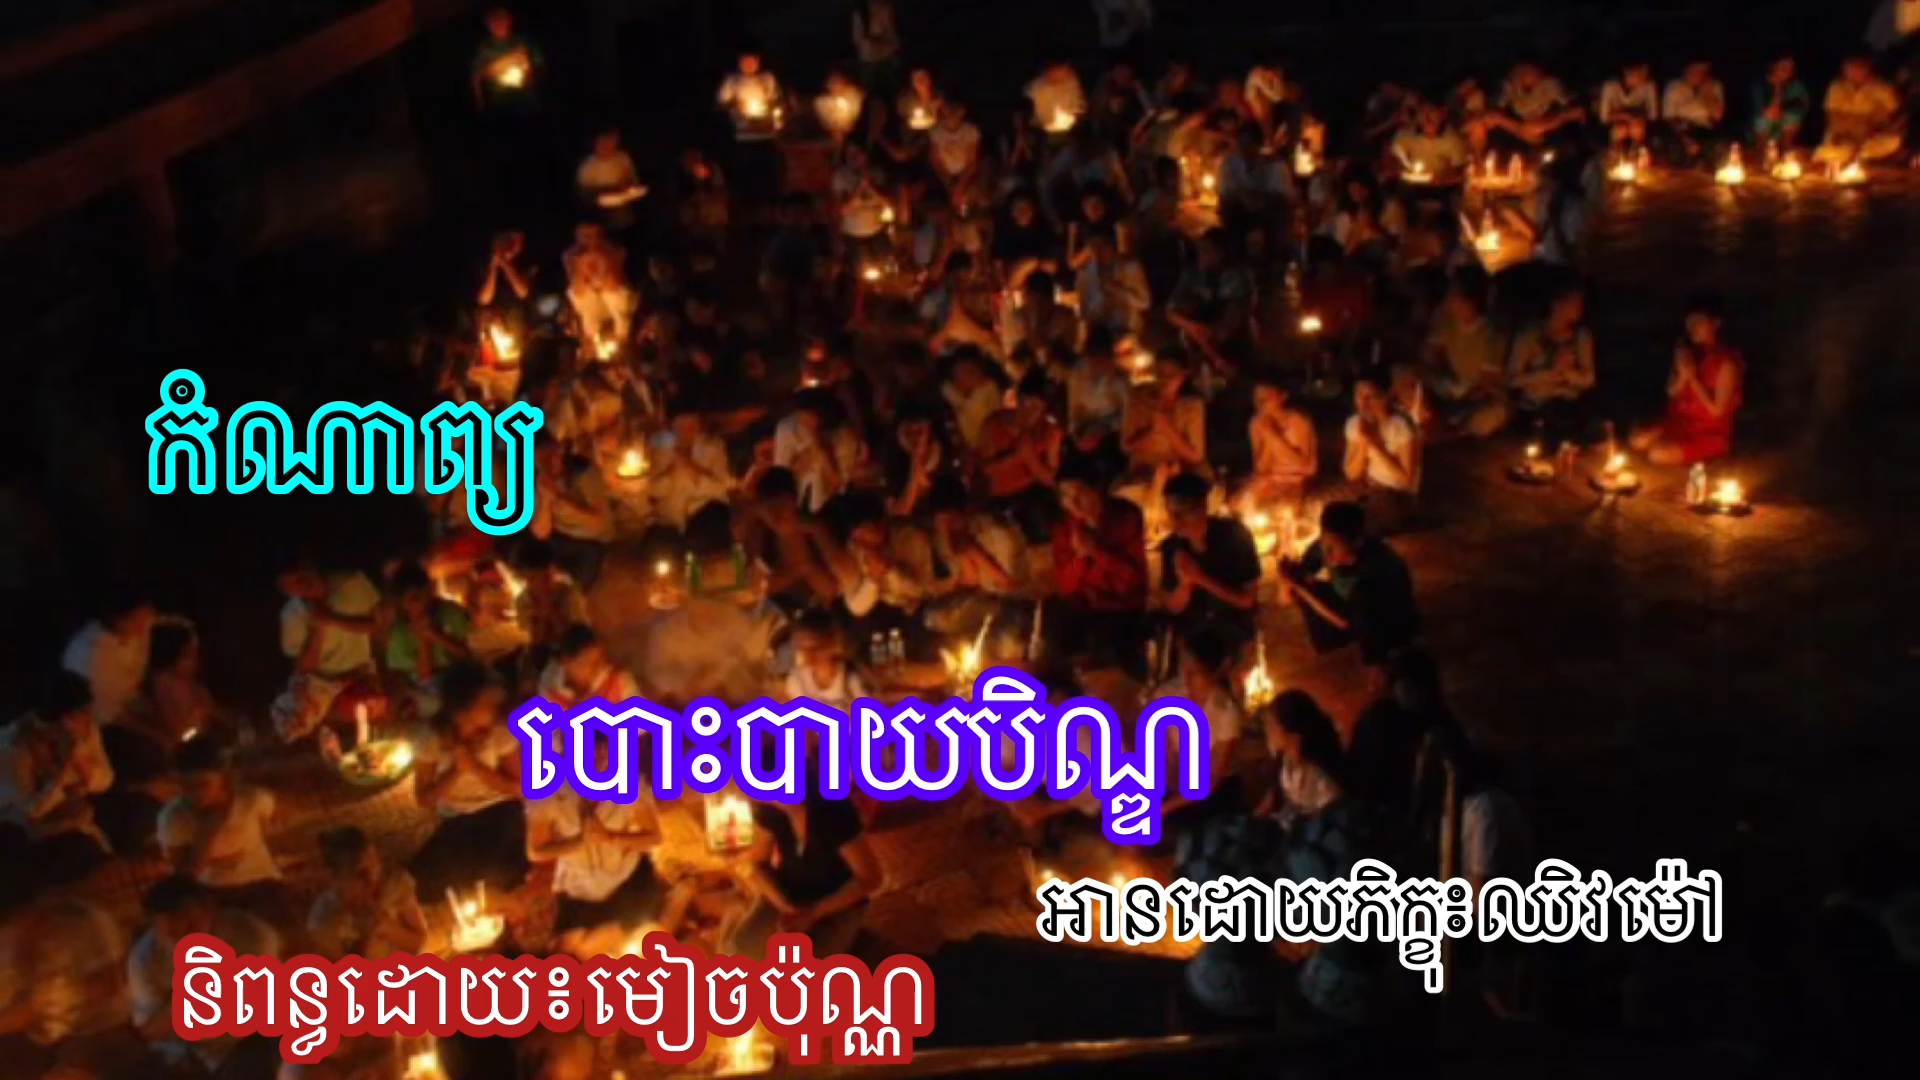 កំណាព្យ
បោះបាយបិណ្ឌ
អានដោយភិក្ខុ៖ឈិវម៉ៅ
និពន្ធដោយ៖មៀចប៉ុណ្ណ